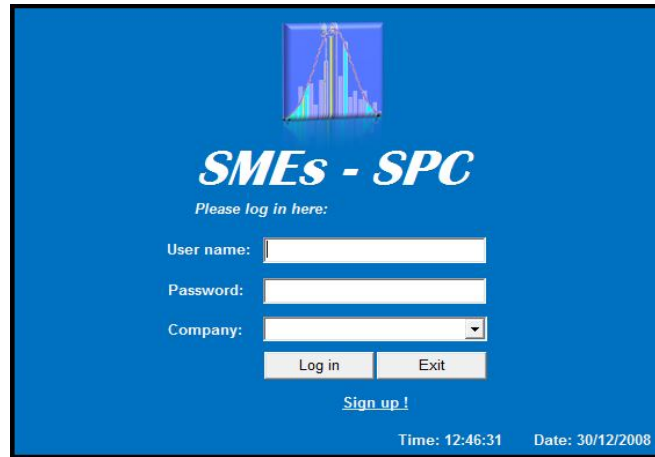 SMEs - SPC
Please log in here:
User name:
Password:
Company:
Log in Exit
Sign up !
Time: 12:46:31 Date: 30/12/2008